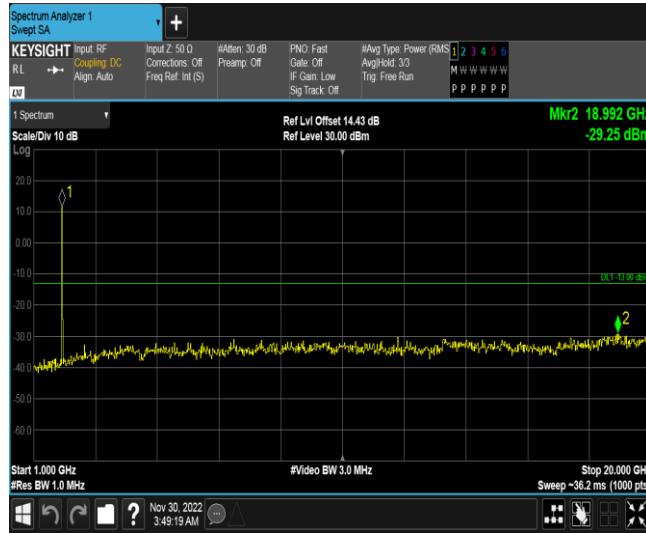 Spectrum Analyzer 1
Swept SA
+
KEYSIGHT Input: RF Input Z: 50 Ω #Atten: 30 dB PNO: Fast #Avg Type: Power (RMS 1 2 3 4 5 6
RL Coupling: DC Corrections: Off Preamp: Off Gate: Off Avg|Hold: 3/3 M W W W W W
Align: Auto Freq Ref: Int (S) IF Gain: Low Trig: Free Run
Sig Track: Off P P P P P P
LXI
1 Spectrum Ref Lvl Offset 14.43 dB Mkr2 18.992 GHz
Scale/Div 10 dB Ref Level 30.00 dBm -29.25 dBm
Log
20.0
1
10.0
0.00
-10.0
DL1 -13.00 dBm
-20.0
2
-30.0
-40.0
-50.0
-60.0
Start 1.000 GHz #Video BW 3.0 MHz Stop 20.000 GHz
#Res BW 1.0 MHz Sweep ~36.2 ms (1000 pts)
? Nov 30, 2022
3:49:19 AM